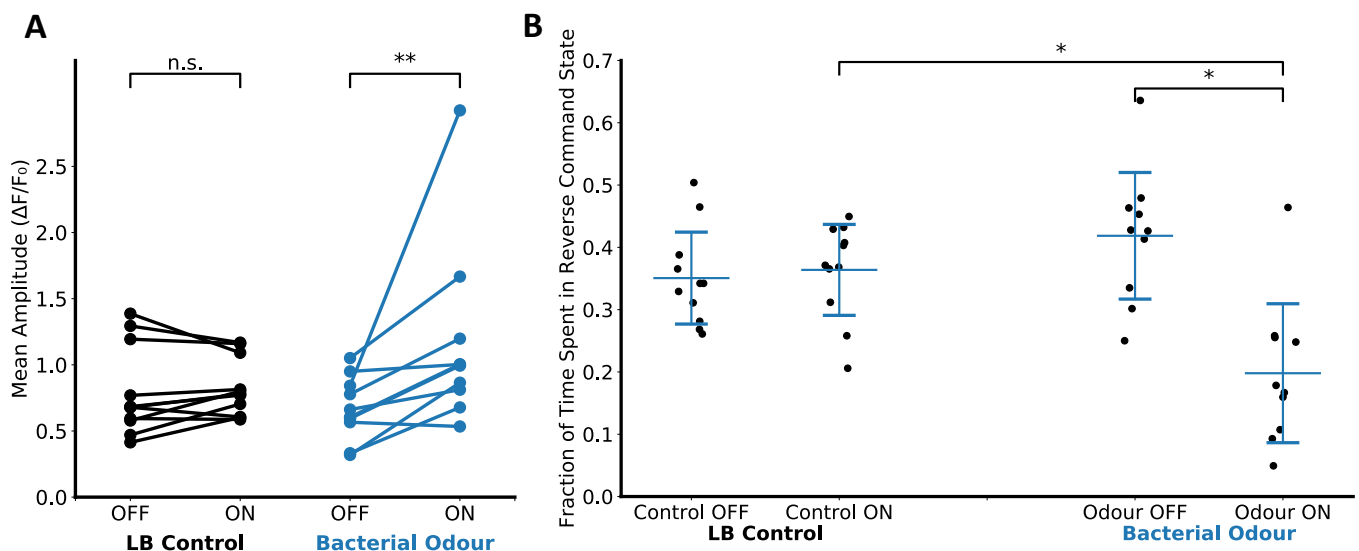 A
n.s.
**
Mean Amplitude (ΔF/F₀)
2.5
2.0
1.5
1.0
0.5
0.0
OFF
ON
OFF
ON
LB Control
Bacterial Odour
B
*
*
Fraction of Time Spent in Reverse Command State
0.7
0.6
0.5
0.4
0.3
0.2
0.1
0.0
Control OFF
Control ON
Odour OFF
Odour ON
LB Control
Bacterial Odour